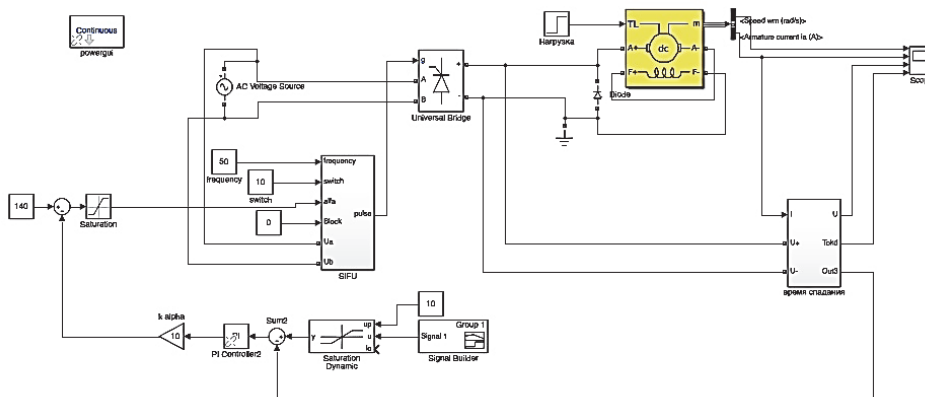 Continuous
powergui
AC Voltage Source
g
A
B
+
-
Universal Bridge
Нагрузка
TL
m
A+
dc
A-
F+
F-
<Speed wm (rad/s)>
<Armature current ia (A)>
Diode
50
frequency
10
switch
0
frequency
switch
alfa
Block
Ua
Ub
pulse
SIFU
140
Saturation
I
U+
U-
U
Tokd
Out3
время спадания
k alpha
10
PI
PI Controller2
Sum2
y
up
u
lo
Saturation
Dynamic
10
Group 1
Signal 1
Signal Builder